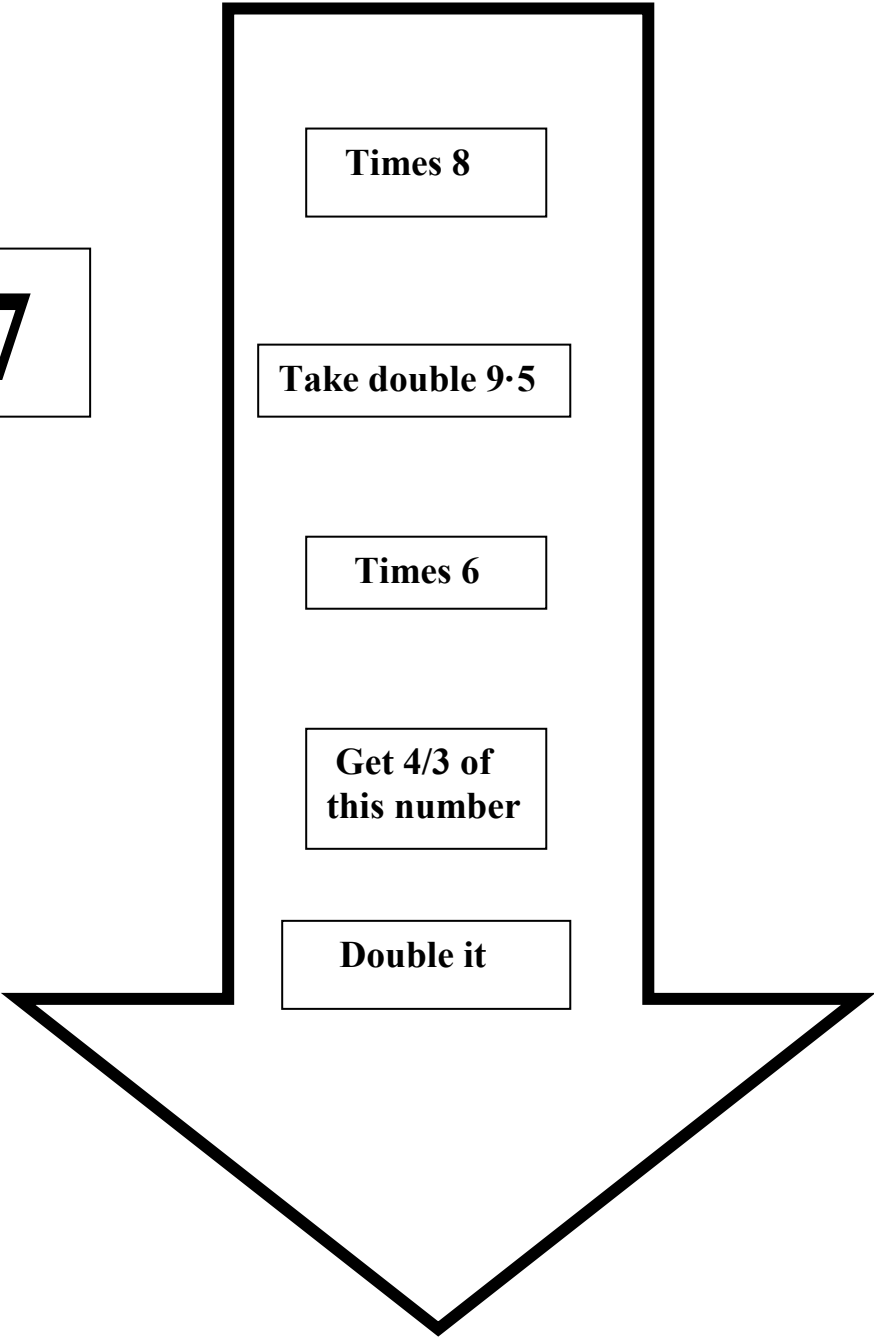 Times 8
7
Take double 9·5
Times 6
Get 4/3 of
this number
Double it